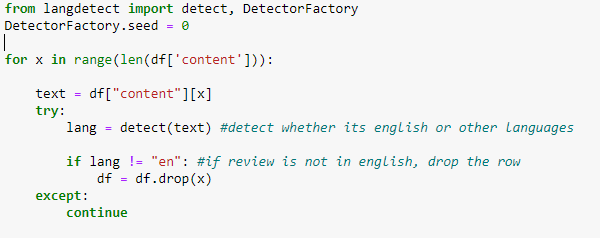 from langdetect import detect, DetectorFactory
DetectorFactory.seed = 0

for x in range(len(df['content'])):

    text = df["content"][x]
    try:
        lang = detect(text) #detect whether its english or other languages

        if lang != "en": #if review is not in english, drop the row
            df = df.drop(x)
    except:
        continue